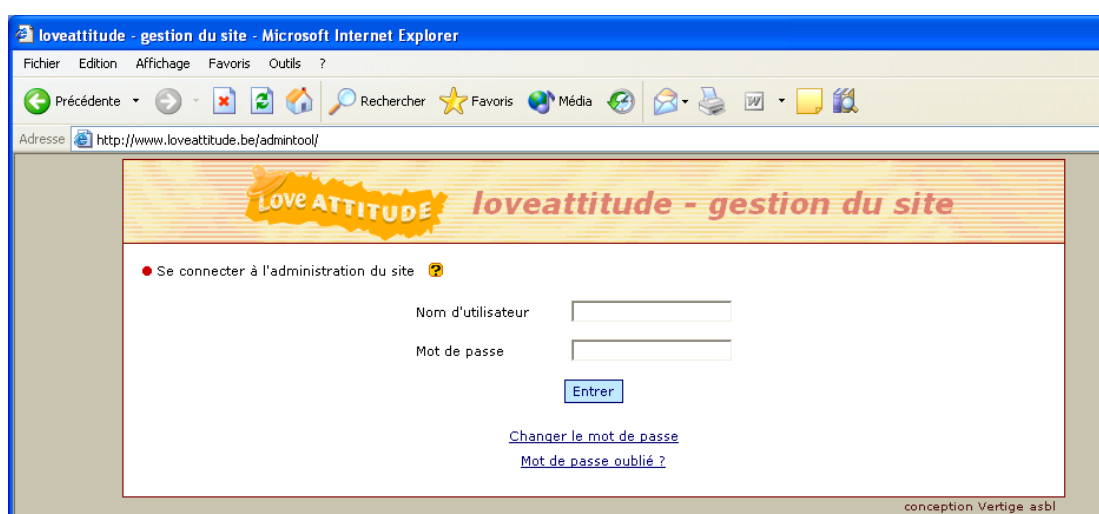 loveattitude - gestion du site - Microsoft Internet Explorer
Fichier Edition Affichage Favoris Outils ?
Précédente Rechercher Favoris Média
Adresse http://www.loveattitude.be/admintool/
LOVE ATTITUDE loveattitude - gestion du site
Se connecter à l'administration du site ?
Nom d'utilisateur
Mot de passe
Entrer
Changer le mot de passe
Mot de passe oublié ?
conception Vertige asbl